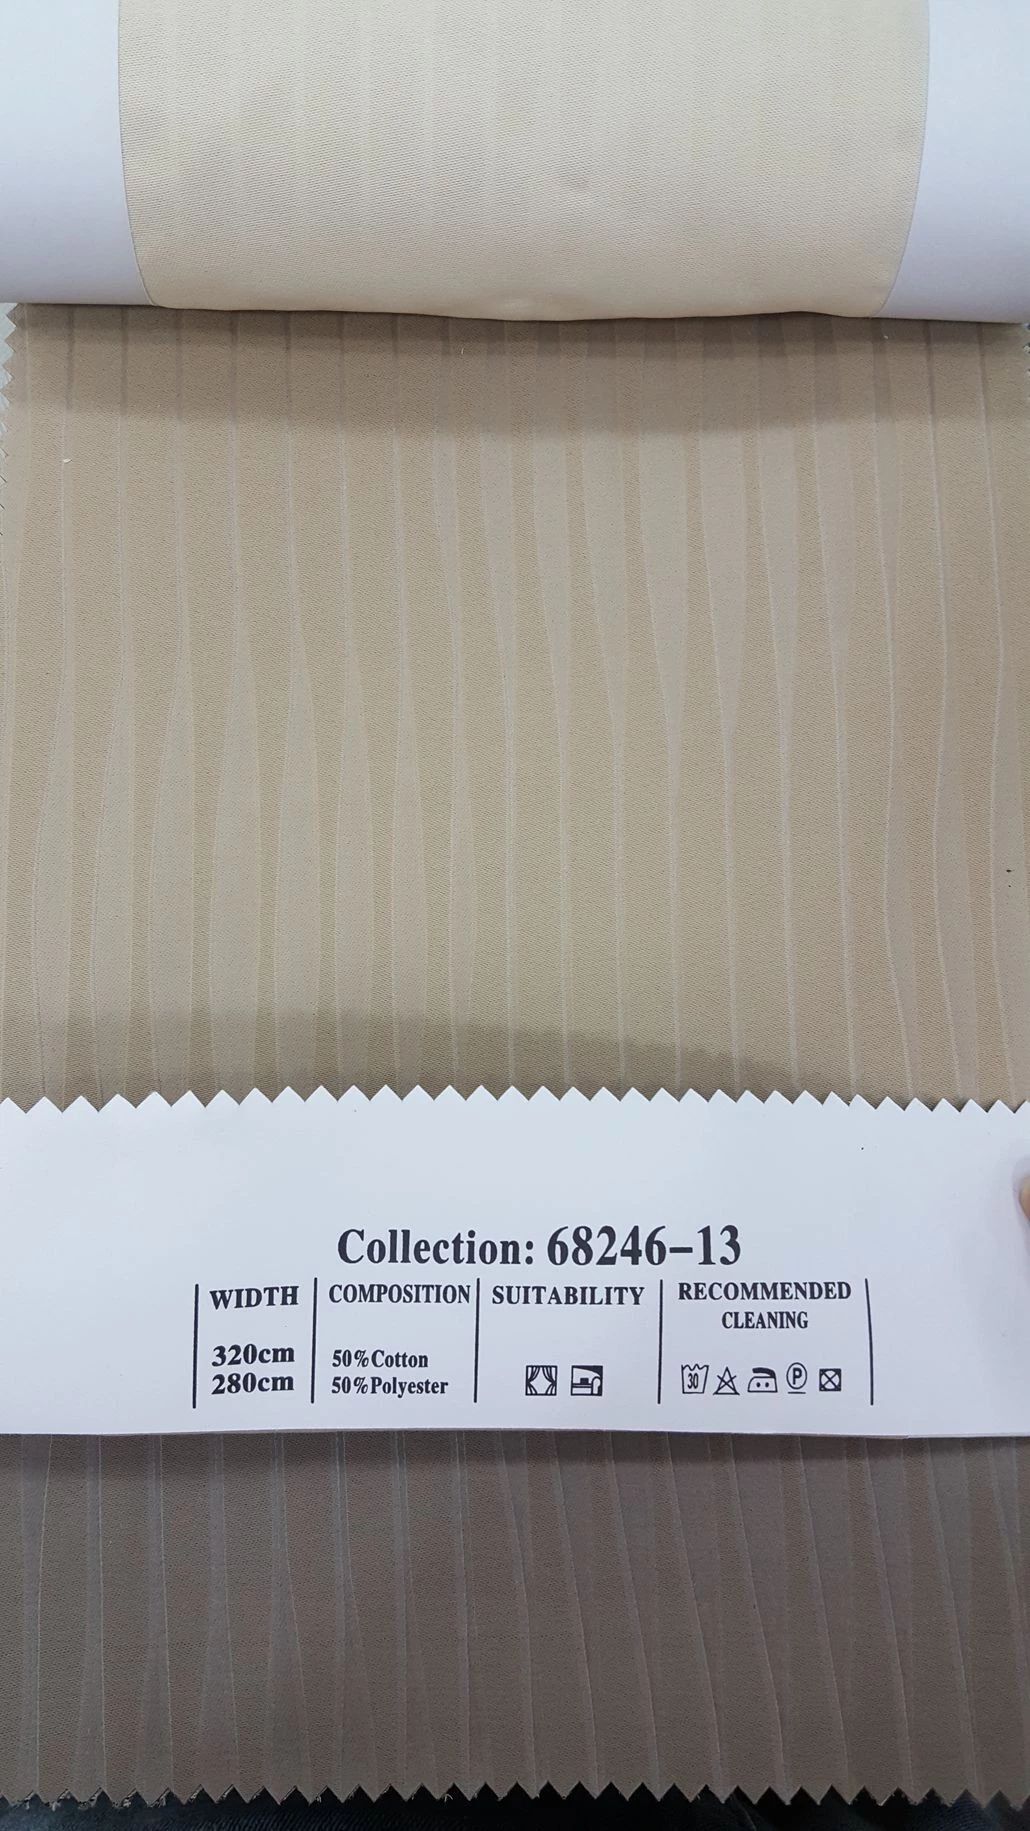 Collection: 68246-13
WIDTH
320cm
280cm
COMPOSITION
50%Cotton
50%Polyester
SUITABILITY
RECOMMENDED
CLEANING
30
P